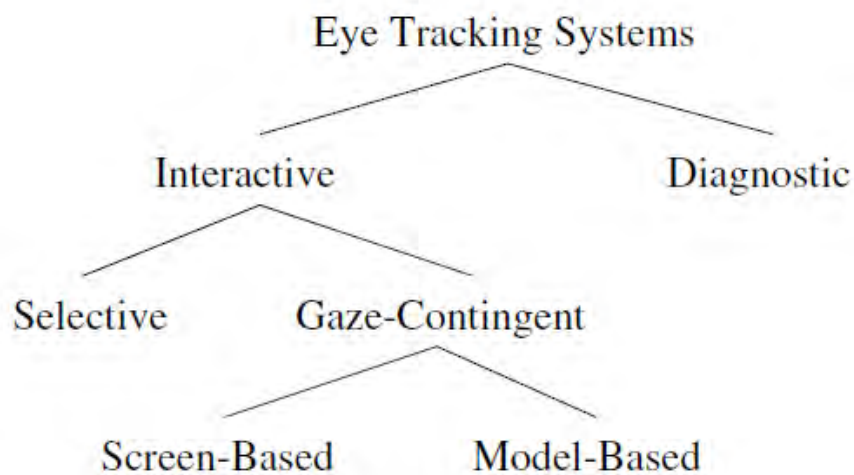 Eye Tracking Systems
Interactive Diagnostic
Selective Gaze-Contingent
Screen-Based Model-Based